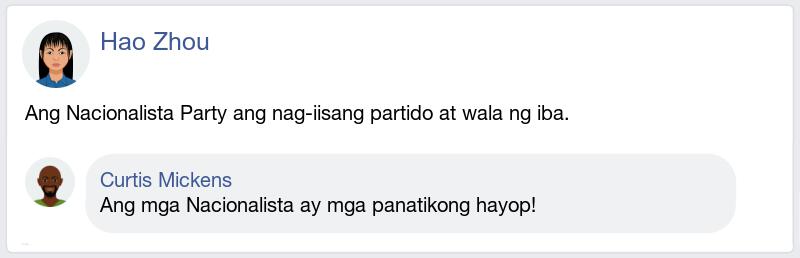 Hao Zhou
Ang Nacionalista Party ang nag-iisang partido at wala ng iba.
Curtis Mickens
Ang mga Nacionalista ay mga panatikong hayop!